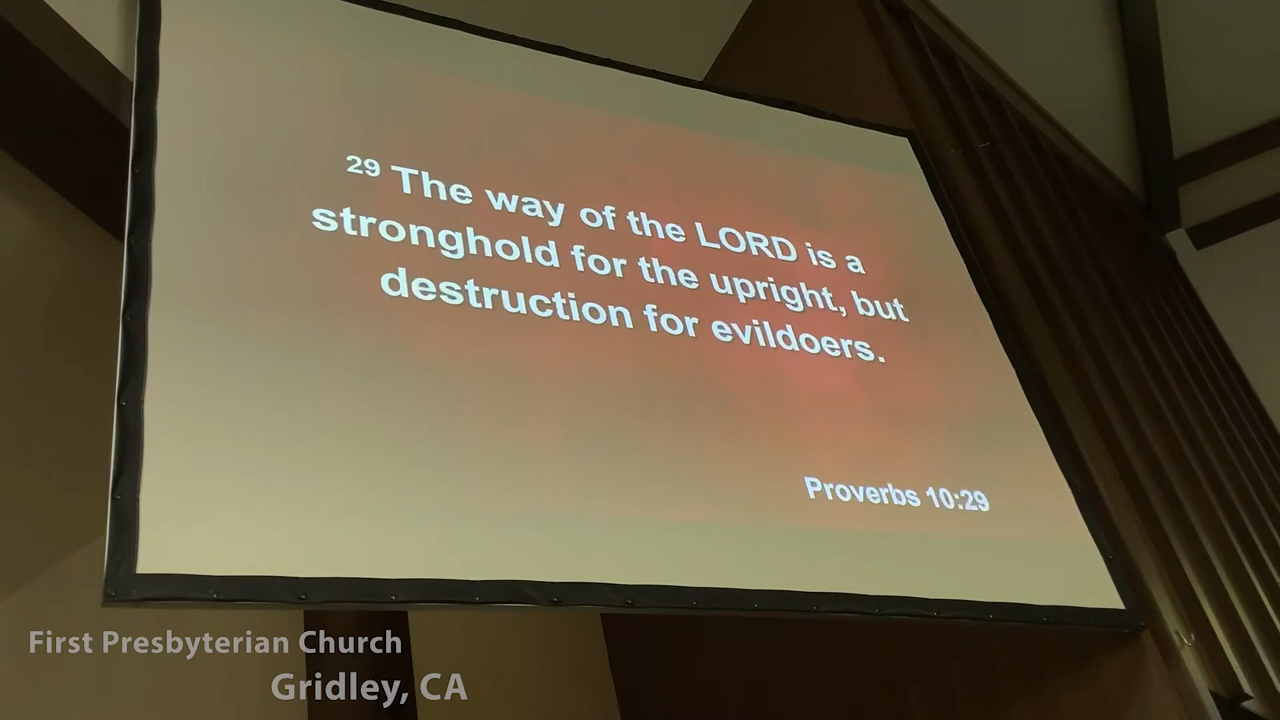 29 The way of the LORD is a
stronghold for the upright, but
destruction for evildoers.
Proverbs 10:29
First Presbyterian Church
Gridley, CA